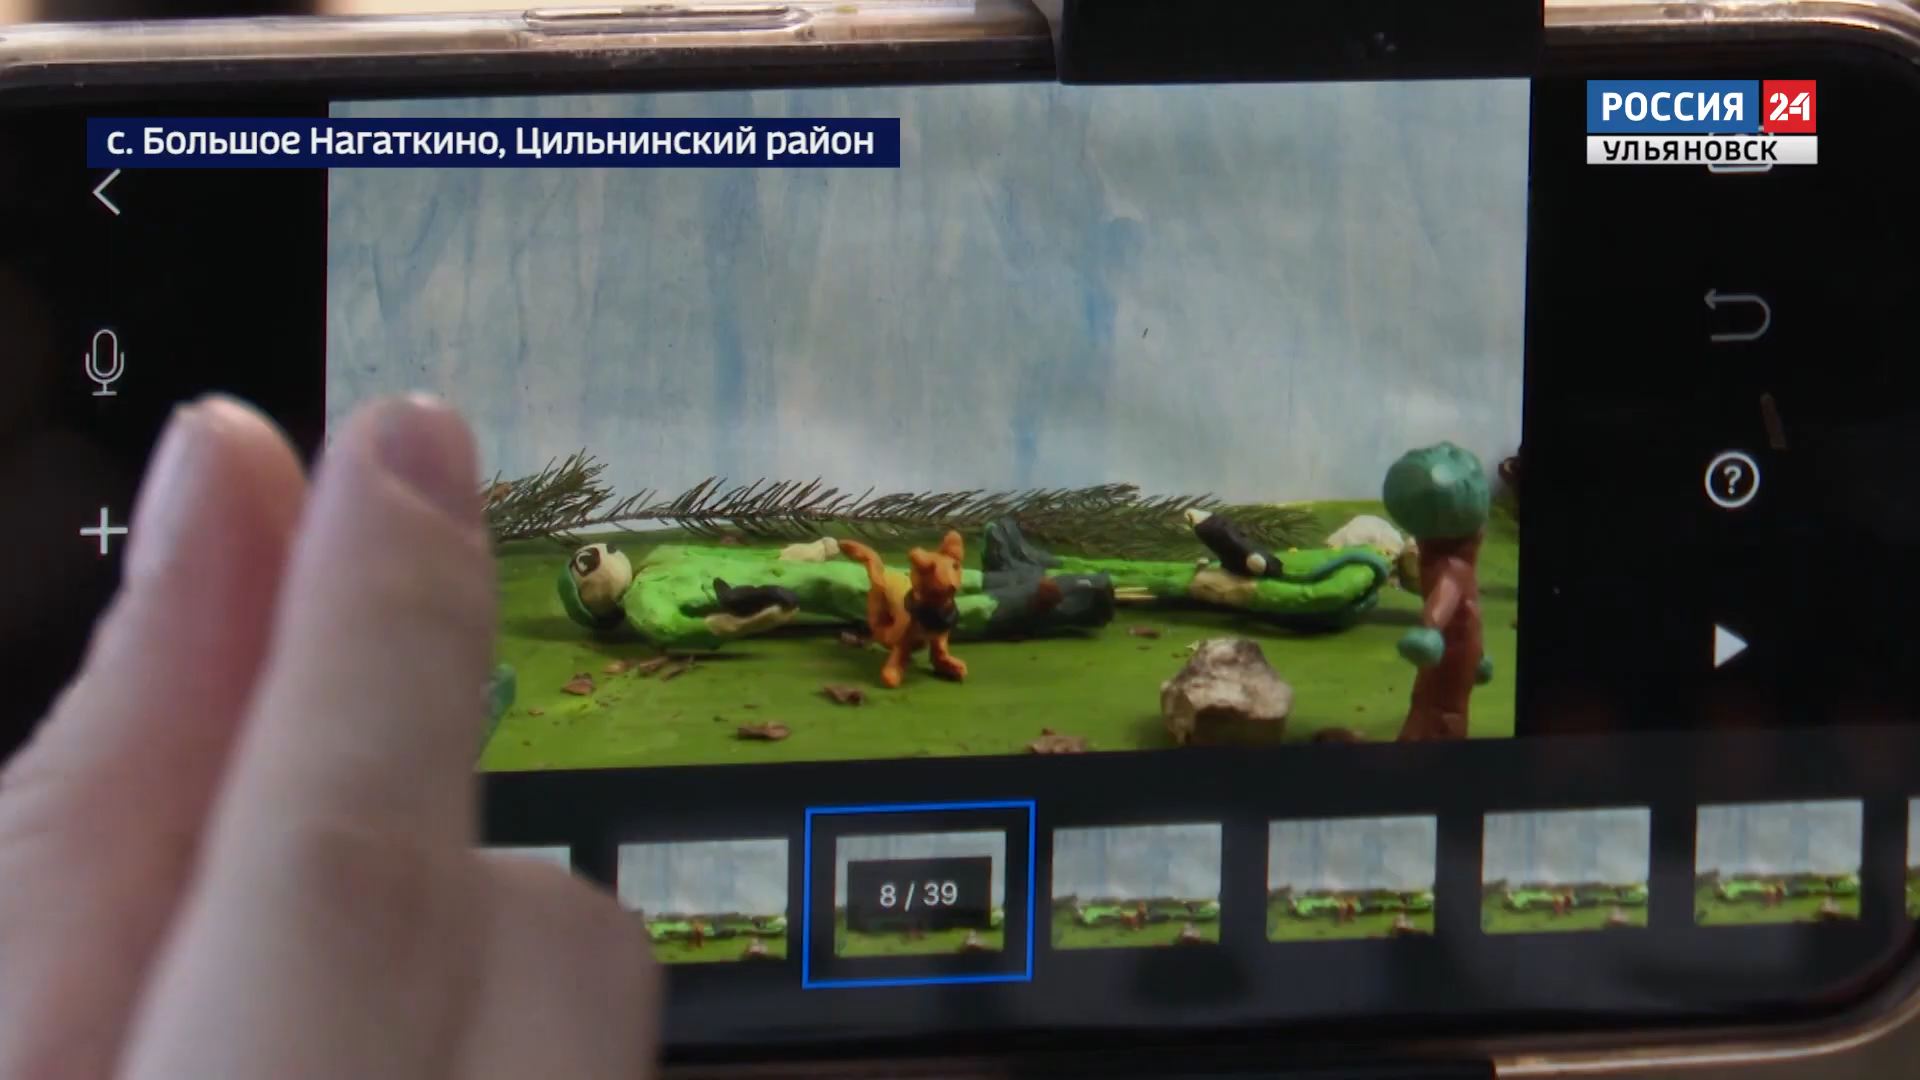 с. Большое Нагаткино, Цильнинский район
РОССИЯ 24
УЛЬЯНОВСК
?
8 / 39